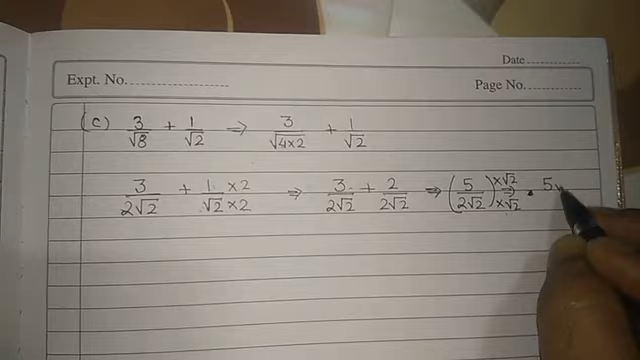 Date
Expt. No.
Page No.
(c) 3/√8 + 1/√2 ⇒ 3/√(4×2) + 1/√2
3/(2√2) + (1 ×2)/(√2 ×2) ⇒ 3/(2√2) + 2/(2√2) ⇒ (5/(2√2)) ×√2/×√2 ⇒ 5